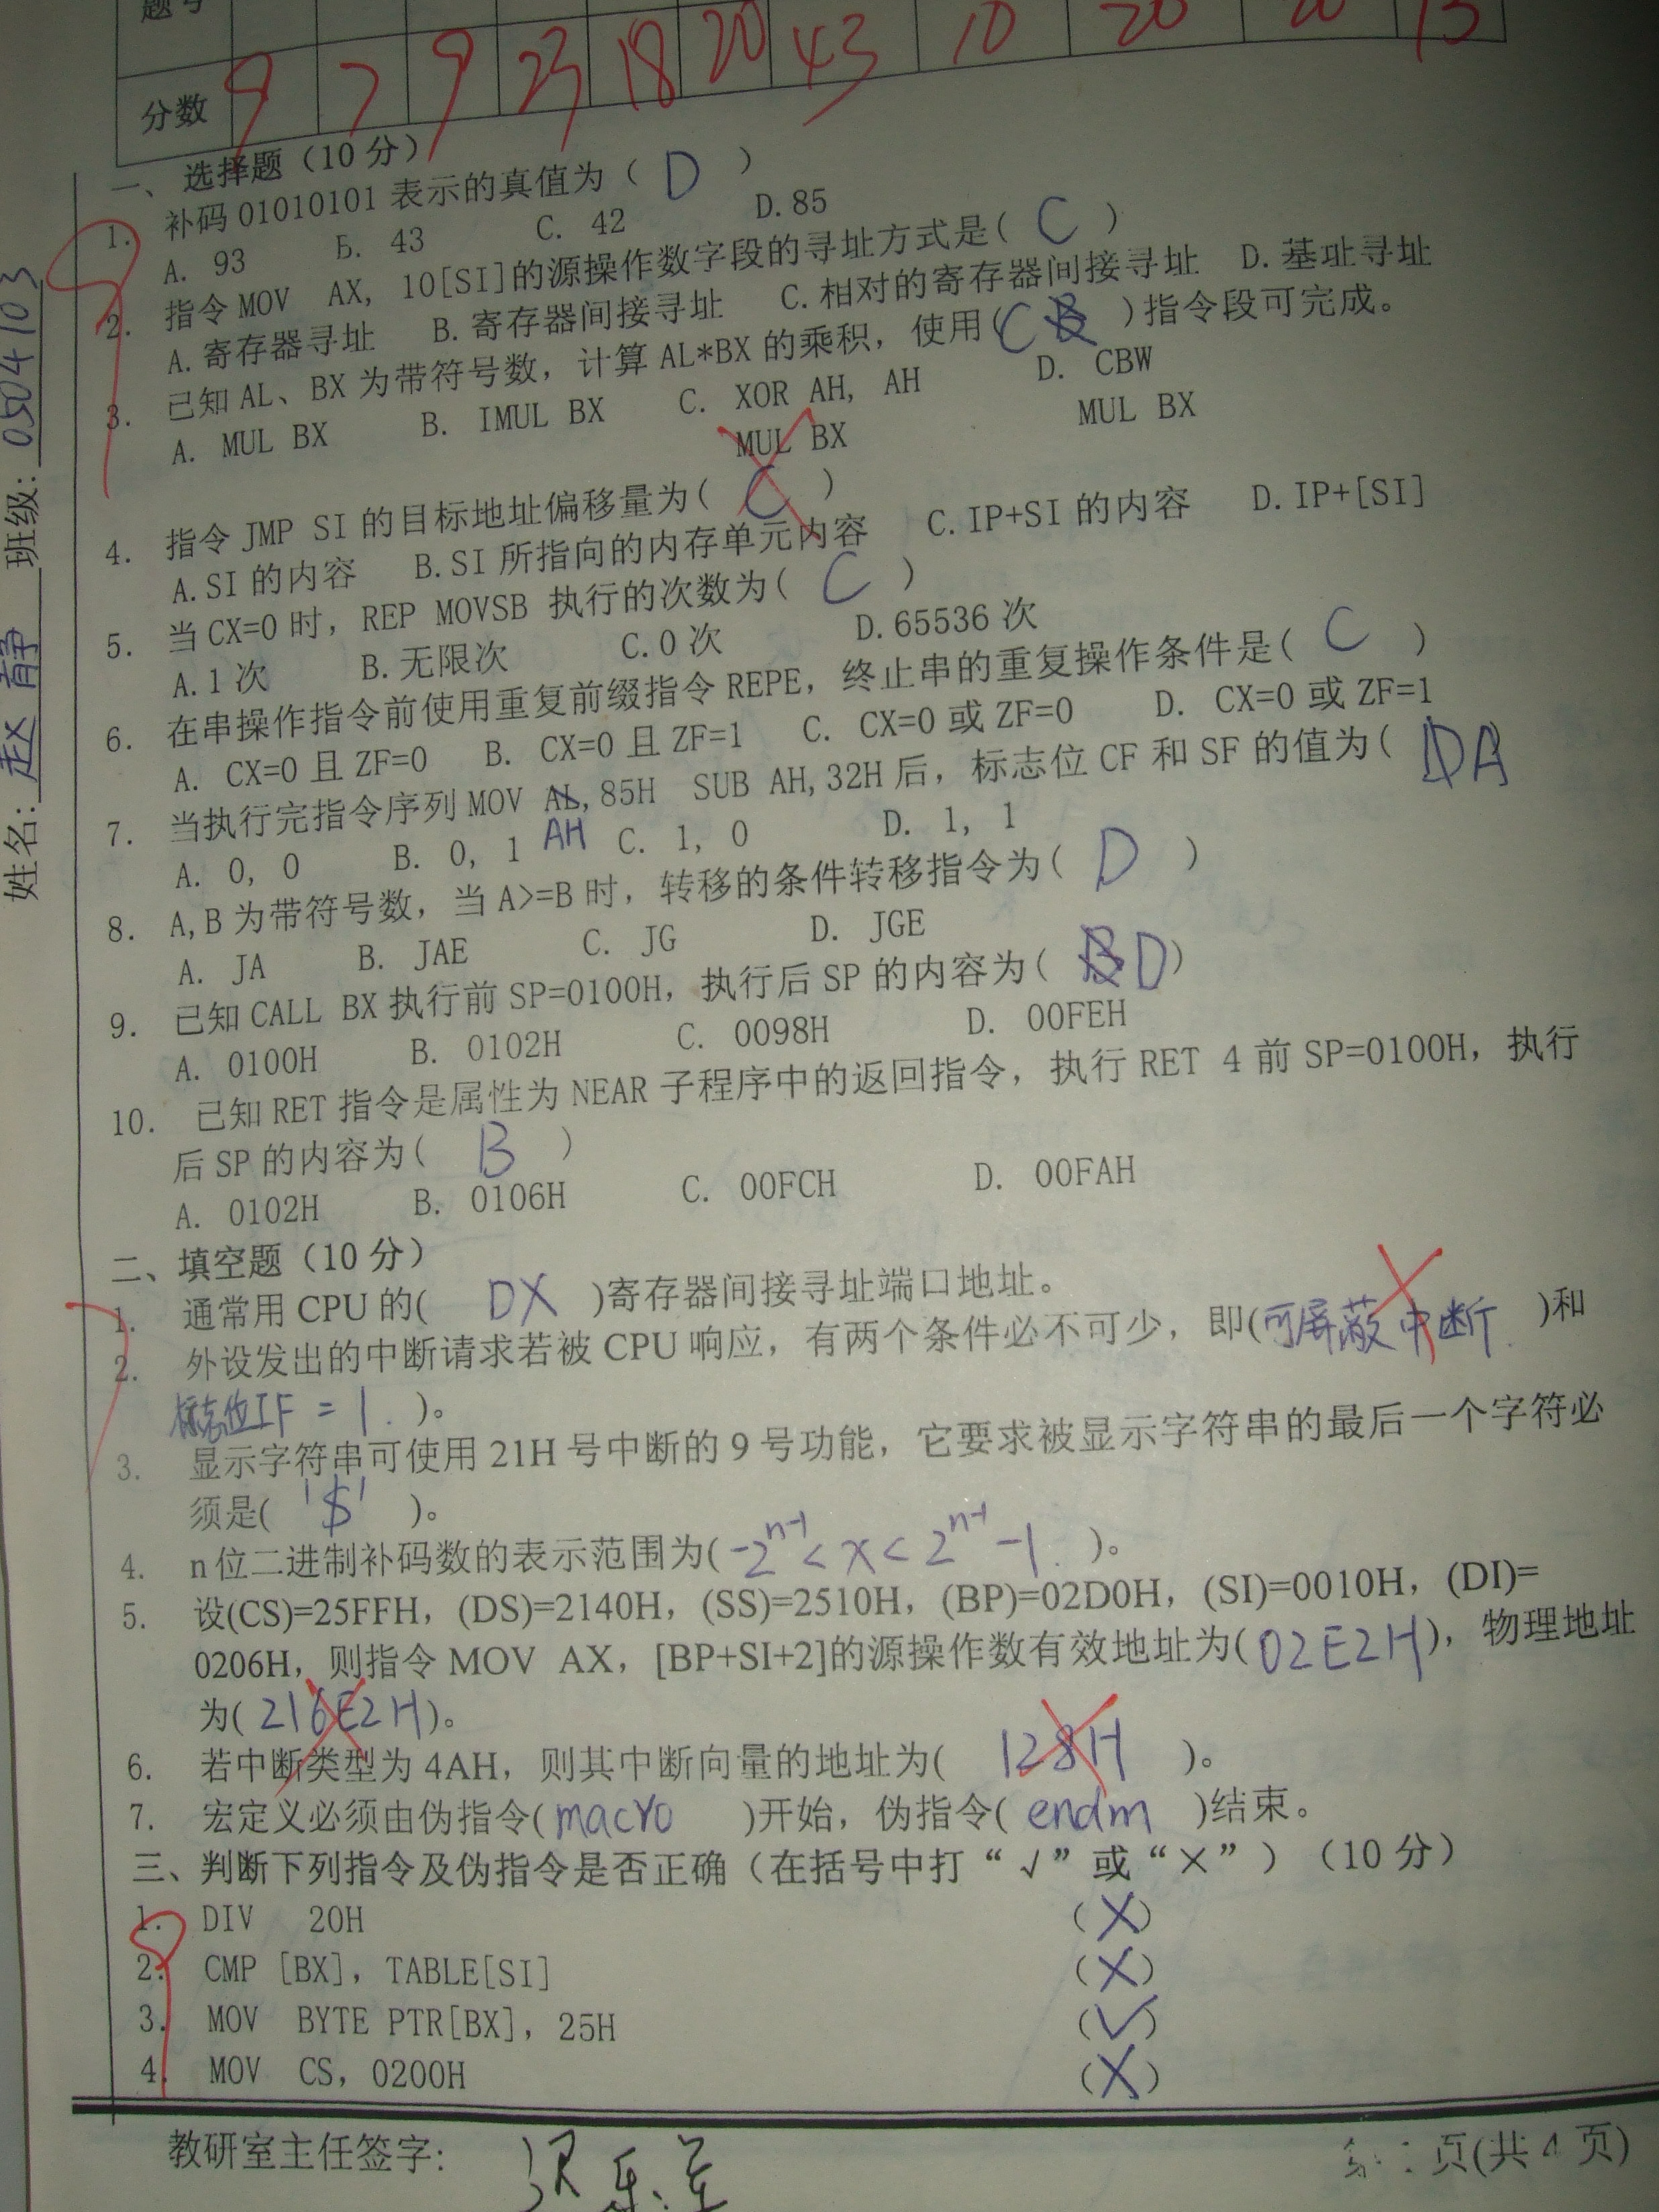 题号
分数 9 7 9 23 18 20 43 10 20 20 15
一、选择题（10分）
1. 补码 01010101 表示的真值为（ D ）
A. 93 B. 43 C. 42 D. 85
2. 指令 MOV AX, 10[SI]的源操作数字段的寻址方式是( C )
A.寄存器寻址 B.寄存器间接寻址 C.相对的寄存器间接寻址 D.基址寻址
3. 已知 AL、BX 为带符号数，计算 AL*BX 的乘积，使用( C B )指令段可完成。
A. MUL BX B. IMUL BX C. XOR AH, AH D. CBW
MUL BX MUL BX
4. 指令 JMP SI 的目标地址偏移量为( C )
A.SI 的内容 B.SI 所指向的内存单元内容 C.IP+SI 的内容 D.IP+[SI]
5. 当 CX=0 时，REP MOVSB 执行的次数为( C )
A.1 次 B.无限次 C.0 次 D.65536 次
6. 在串操作指令前使用重复前缀指令 REPE，终止串的重复操作条件是( C )
A. CX=0 且 ZF=0 B. CX=0 且 ZF=1 C. CX=0 或 ZF=0 D. CX=0 或 ZF=1
7. 当执行完指令序列 MOV AL,85H SUB AH,32H 后，标志位 CF 和 SF 的值为( DA
A. 0, 0 B. 0, 1 AH C. 1, 0 D. 1, 1
8. A,B 为带符号数，当 A>=B 时，转移的条件转移指令为( D )
A. JA B. JAE C. JG D. JGE
9. 已知 CALL BX 执行前 SP=0100H，执行后 SP 的内容为( B D )
A. 0100H B. 0102H C. 0098H D. 00FEH
10. 已知 RET 指令是属性为 NEAR 子程序中的返回指令，执行 RET 4 前 SP=0100H，执行
后 SP 的内容为( B )
A. 0102H B. 0106H C. 00FCH D. 00FAH
二、填空题（10分）
1. 通常用 CPU 的( DX )寄存器间接寻址端口地址。
2. 外设发出的中断请求若被 CPU 响应，有两个条件必不可少，即(可屏蔽中断 )和
标志位IF = 1 . )。
3. 显示字符串可使用 21H 号中断的 9 号功能，它要求被显示字符串的最后一个字符必
须是( '$' )。
4. n 位二进制补码数的表示范围为( -2^n-1 < x < 2^n-1 -1. )。
5. 设(CS)=25FFH，(DS)=2140H，(SS)=2510H，(BP)=02D0H，(SI)=0010H，(DI)=
0206H，则指令 MOV AX，[BP+SI+2]的源操作数有效地址为( 02E2H )，物理地址
为( 216E2H )。
6. 若中断类型为 4AH，则其中断向量的地址为( 128H )。
7. 宏定义必须由伪指令( macro )开始，伪指令( endm )结束。
三、判断下列指令及伪指令是否正确（在括号中打“√”或“×”）（10分）
1. DIV 20H (×)
2. CMP [BX], TABLE[SI] (×)
3. MOV BYTE PTR[BX], 25H (√)
4. MOV CS, 0200H (×)
教研室主任签字:
页(共 4 页)
姓名: 赵静 班级: 0504103